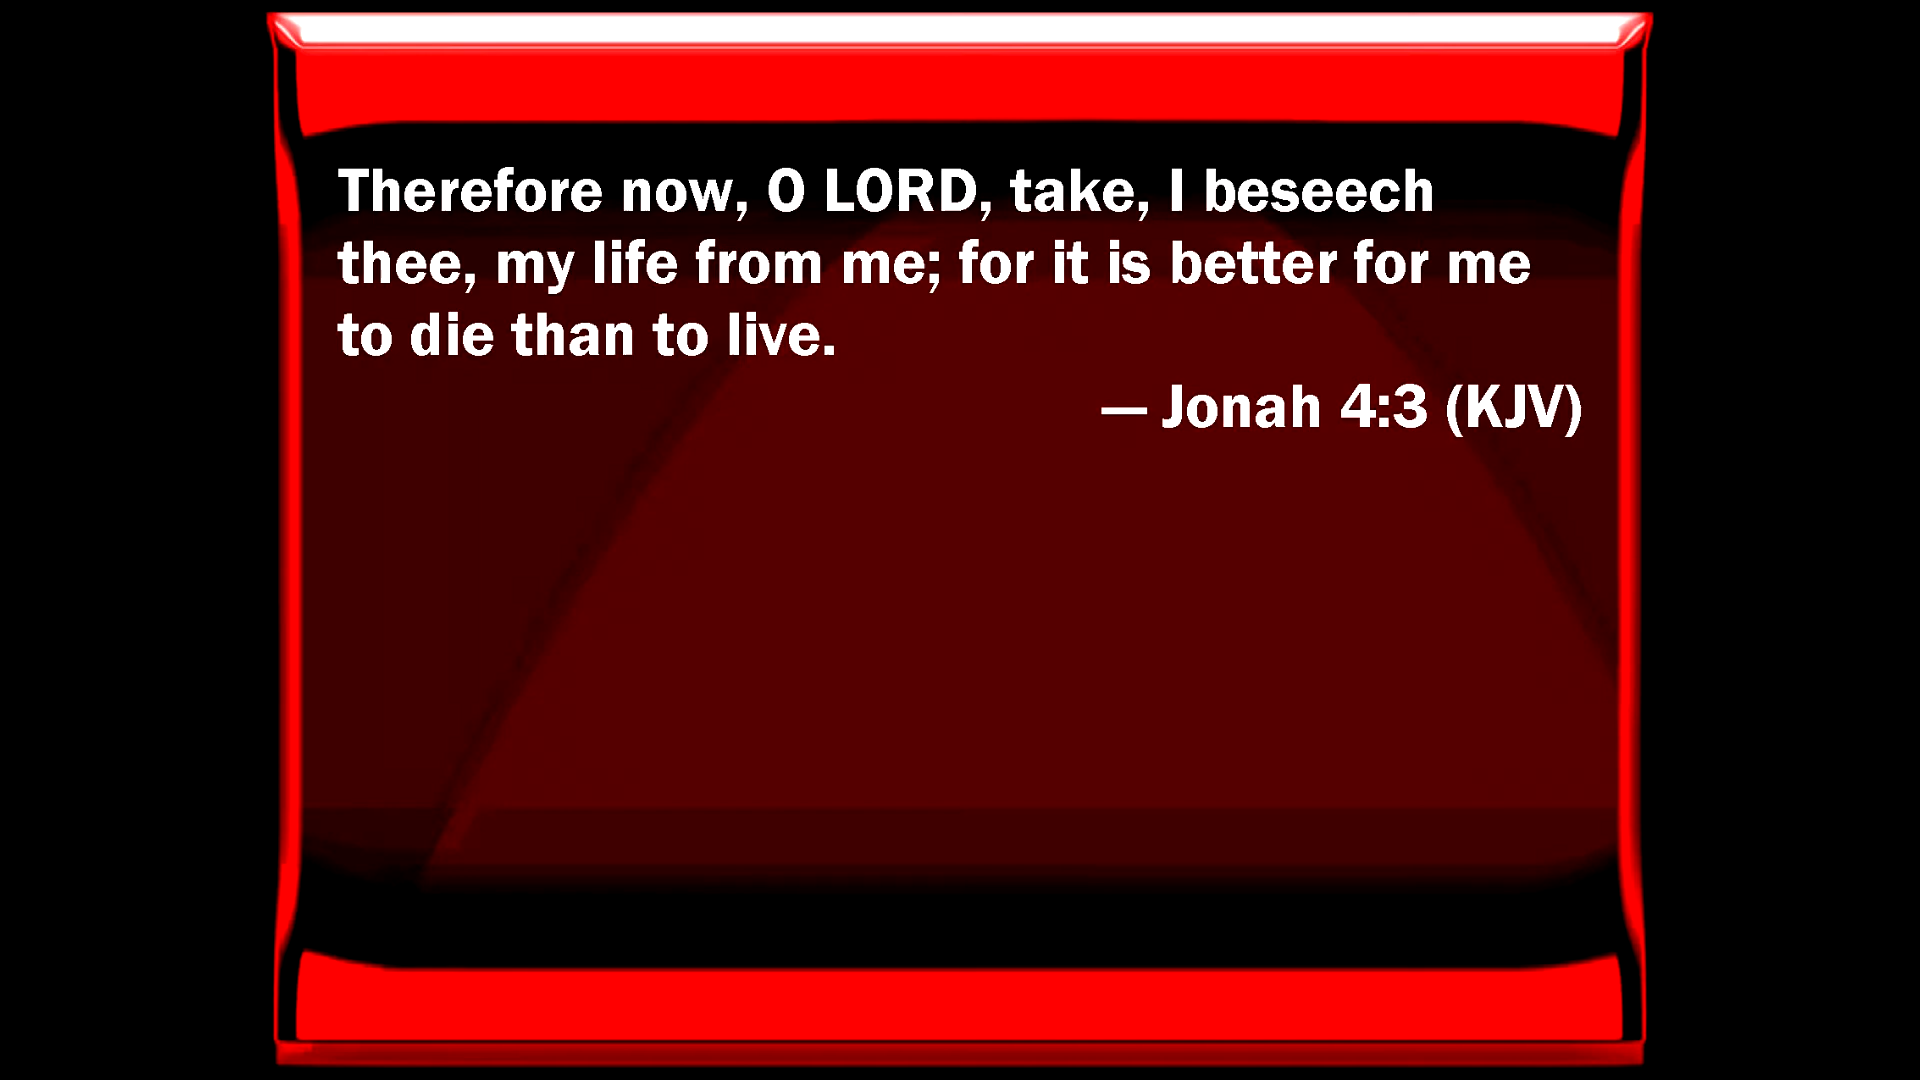 Therefore now, O LORD, take, I beseech
thee, my life from me; for it is better for me
to die than to live.
— Jonah 4:3 (KJV)